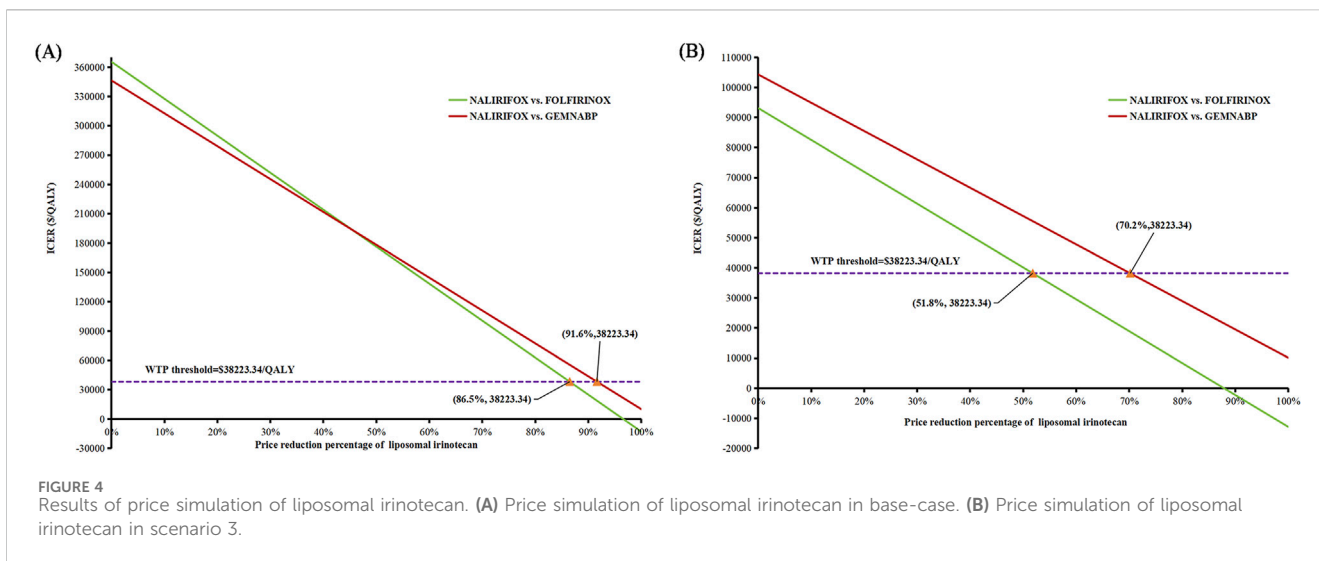 (A)
360000
330000
300000
270000
240000
210000
180000
150000
120000
90000
60000
30000
0
-30000
ICER ($/QALY)
NALIRIFOX vs. FOLFIRINOX
NALIRIFOX vs. GEMNABP
(91.6%,38223.34)
WTP threshold=$38223.34/QALY
(86.5%, 38223.34)
0% 10% 20% 30% 40% 50% 60% 70% 80% 90% 100%
Price reduction percentage of liposomal irinotecan
(B)
110000
100000
90000
80000
70000
60000
50000
40000
30000
20000
10000
0
-10000
-20000
ICER ($/QALY)
NALIRIFOX vs. FOLFIRINOX
NALIRIFOX vs. GEMNABP
(70.2%,38223.34)
WTP threshold=$38223.34/QALY
(51.8%, 38223.34)
0% 10% 20% 30% 40% 50% 60% 70% 80% 90% 100%
Price reduction percentage of liposomal irinotecan
FIGURE 4
Results of price simulation of liposomal irinotecan. (A) Price simulation of liposomal irinotecan in base-case. (B) Price simulation of liposomal
irinotecan in scenario 3.